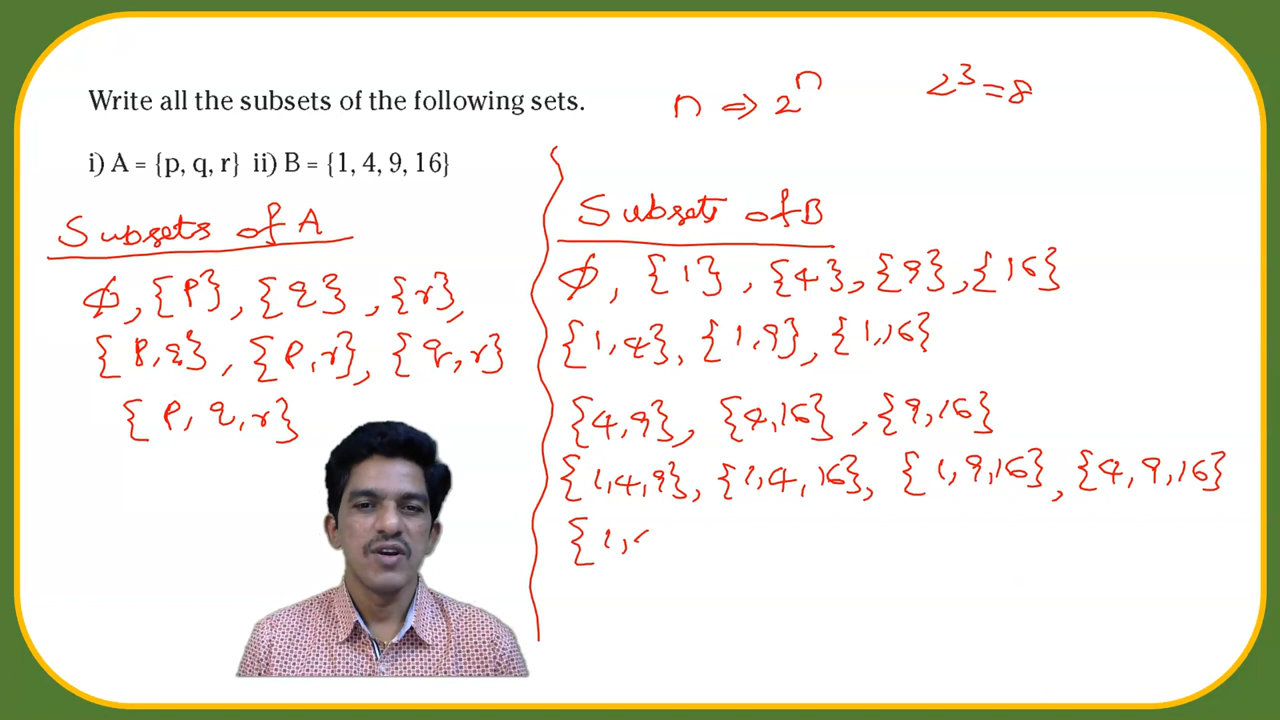 Write all the subsets of the following sets.
n ⇒ 2^n
2^3 = 8
i) A = {p, q, r} ii) B = {1, 4, 9, 16}
Subsets of A
ϕ, {p}, {q}, {r},
{p,q}, {p,r}, {q,r}
{p, q, r}
Subset of B
ϕ, {1}, {4}, {9}, {16}
{1,4}, {1,9}, {1,16}
{4,9}, {4,16}, {9,16}
{1,4,9}, {1,4,16}, {1,9,16}, {4,9,16}
{1,